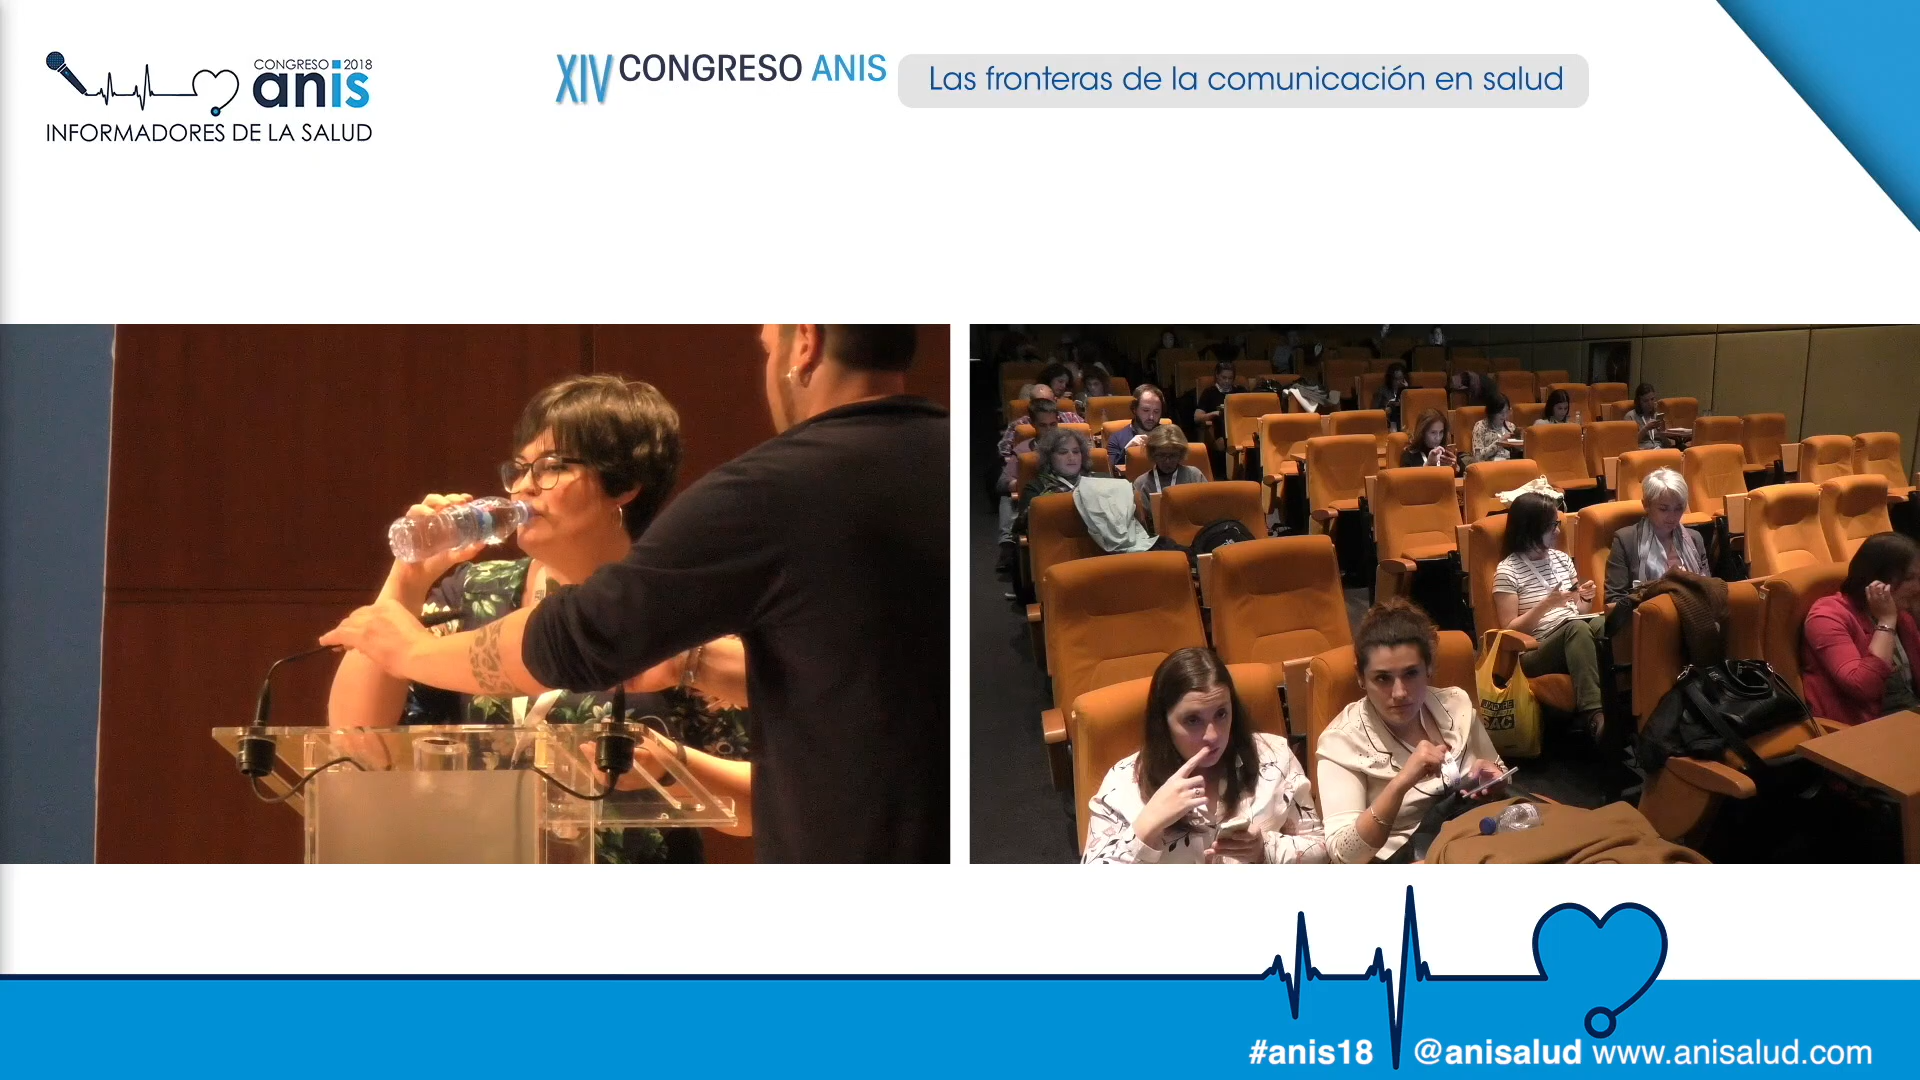 CONGRESO 2018
anis
INFORMADORES DE LA SALUD
XIV CONGRESO ANIS
Las fronteras de la comunicación en salud
#anis18 @anisalud www.anisalud.com